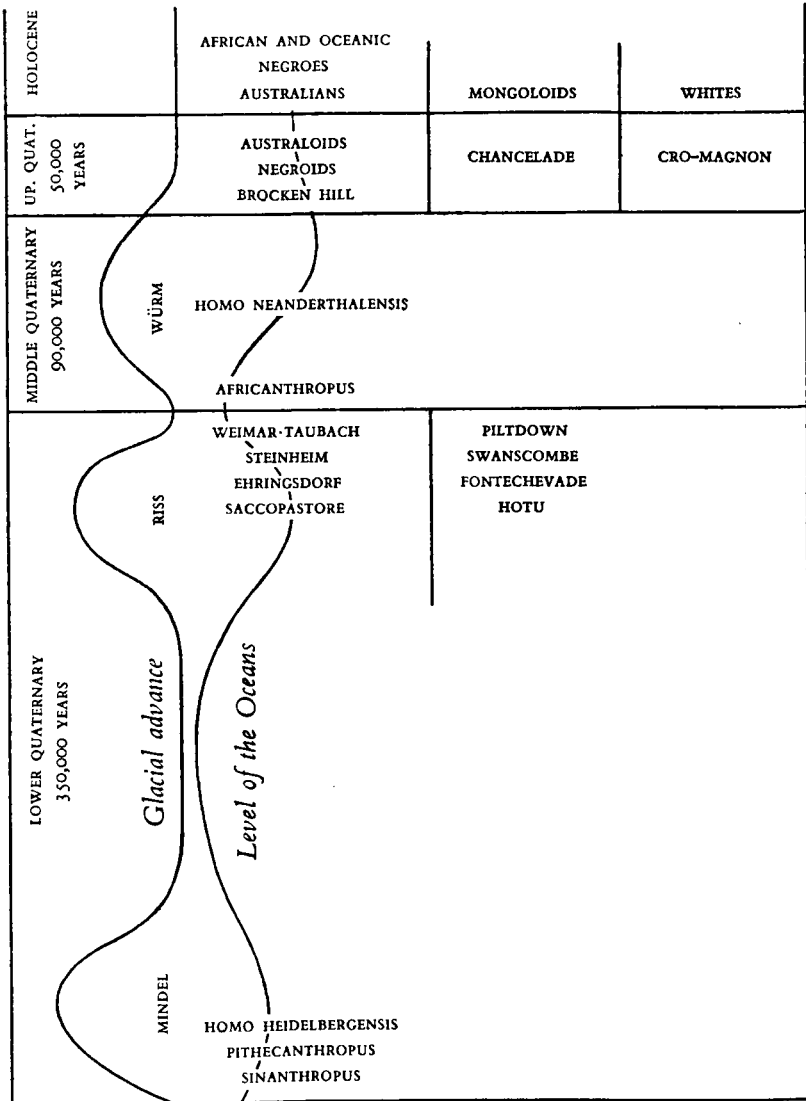 HOLOCENE
AFRICAN AND OCEANIC
NEGROES
AUSTRALIANS
MONGOLOIDS
WHITES
UP. QUAT.
50,000
YEARS
AUSTRALOIDS
NEGROIDS
BROCKEN HILL
CHANCELADE
CRO-MAGNON
MIDDLE QUATERNARY
90,000 YEARS
WÜRM
HOMO NEANDERTHALENSIS
AFRICANTHROPUS
LOWER QUATERNARY
350,000 YEARS
RISS
WEIMAR-TAUBACH
STEINHEIM
EHRINGSDORF
SACCOPASTORE
PILTDOWN
SWANSCOMBE
FONTECHEVADE
HOTU
Glacial advance
Level of the Oceans
MINDEL
HOMO HEIDELBERGENSIS
PITHECANTHROPUS
SINANTHROPUS